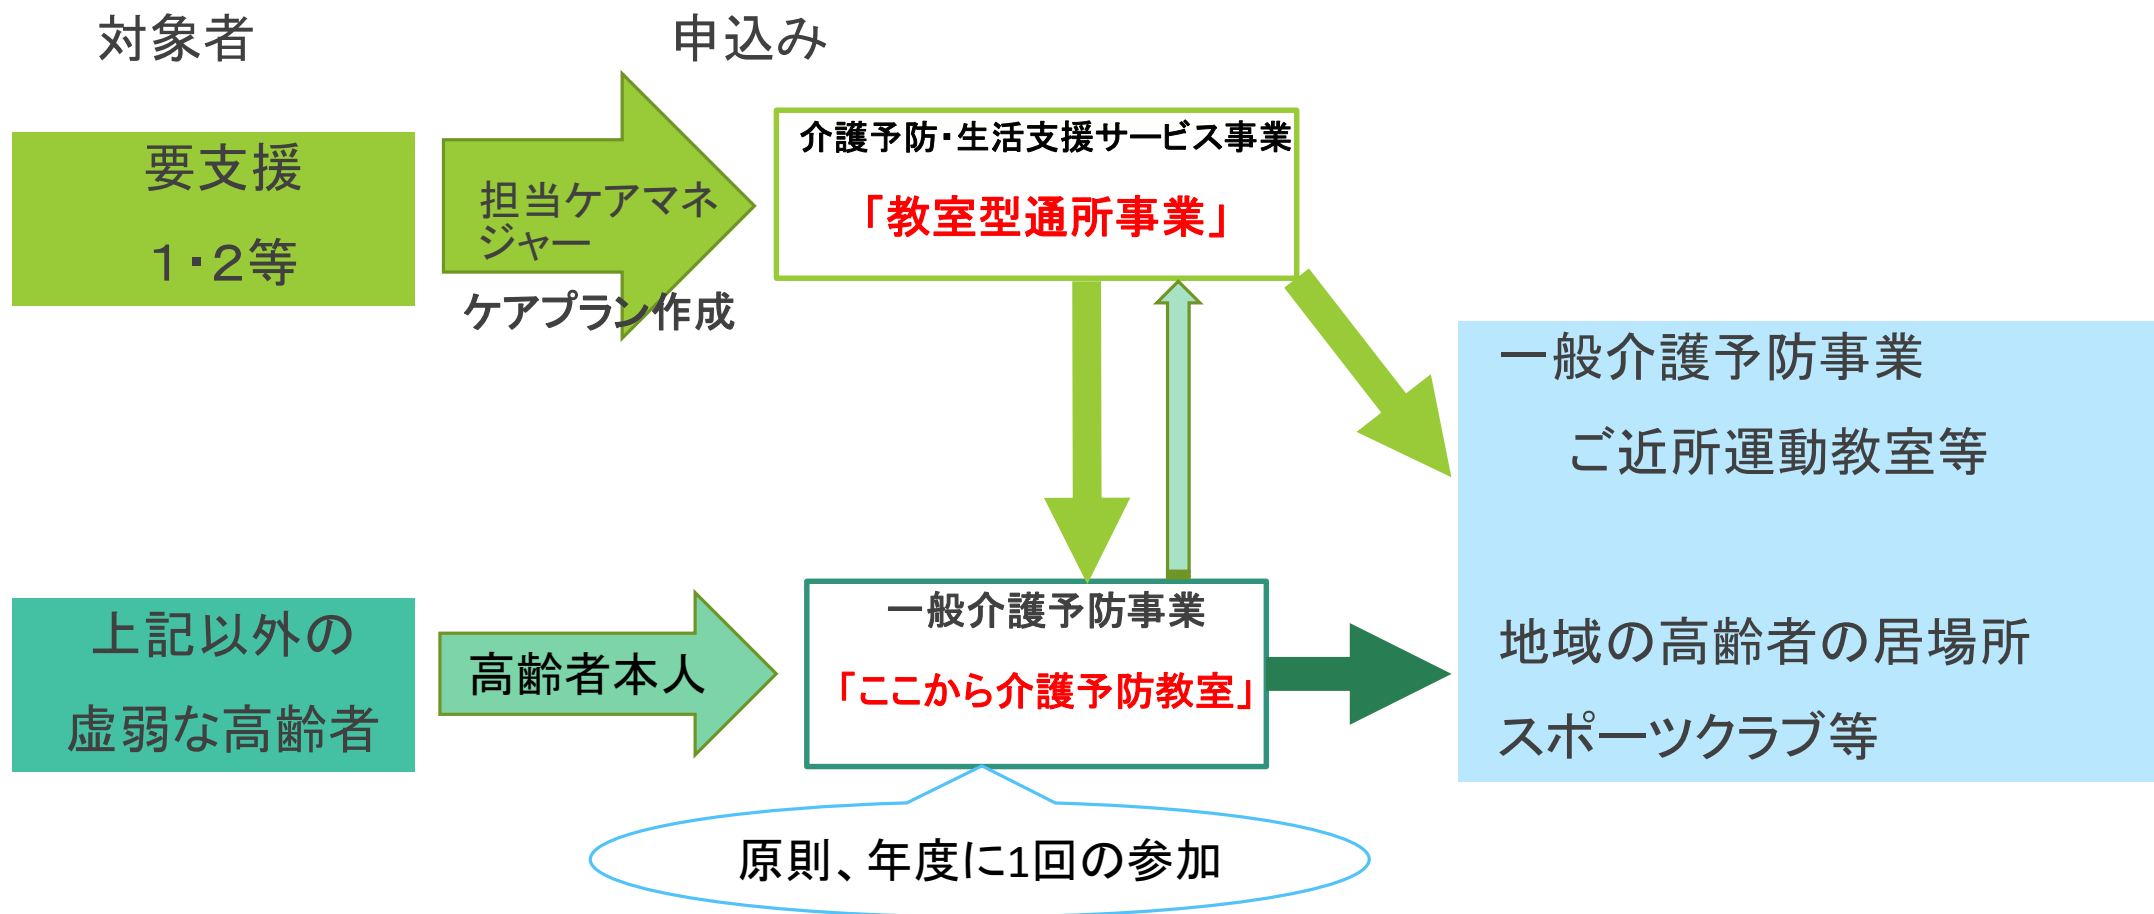 対象者
申込み
要支援
1・2等
担当ケアマネ
ジャー
ケアプラン作成
介護予防・生活支援サービス事業
「教室型通所事業」
一般介護予防事業
ご近所運動教室等
地域の高齢者の居場所
スポーツクラブ等
上記以外の
虚弱な高齢者
高齢者本人
一般介護予防事業
「ここから介護予防教室」
原則、年度に1回の参加